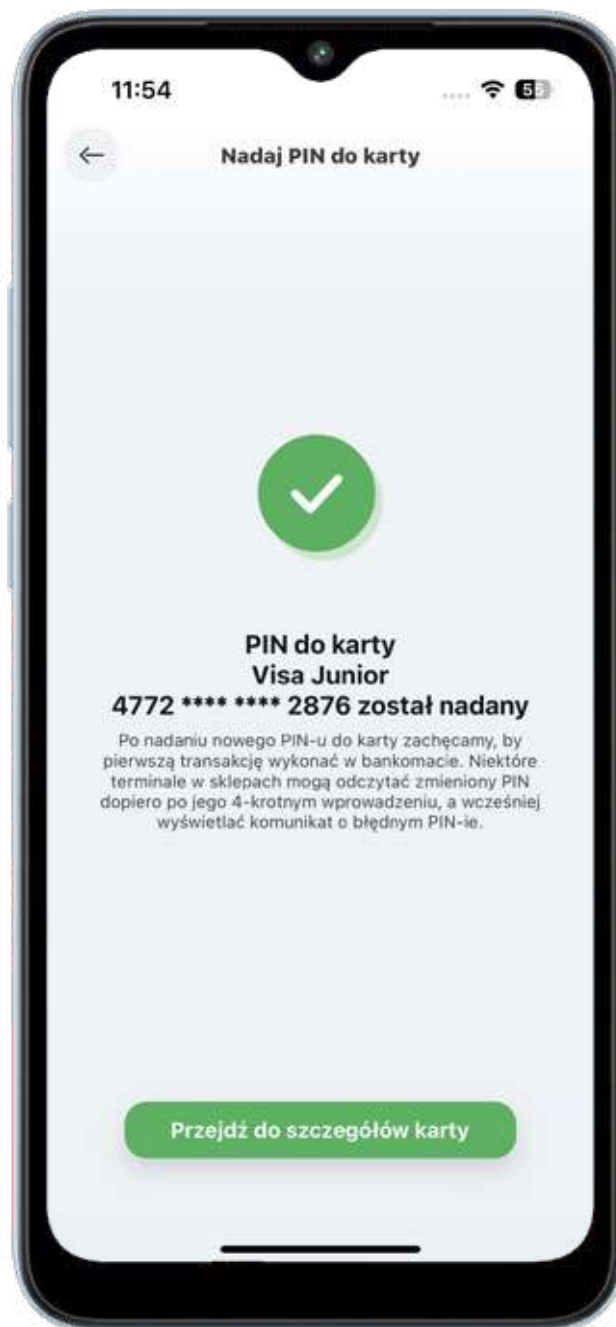 11:54
55
Nadaj PIN do karty
PIN do karty
Visa Junior
4772 **** **** 2876 został nadany
Po nadaniu nowego PIN-u do karty zachęcamy, by
pierwszą transakcję wykonać w bankomacie. Niektóre
terminale w sklepach mogą odczytać zmieniony PIN
dopiero po jego 4-krotnym wprowadzeniu, a wcześniej
wyświetlać komunikat o błędnym PIN-ie.
Przejdź do szczegółów karty